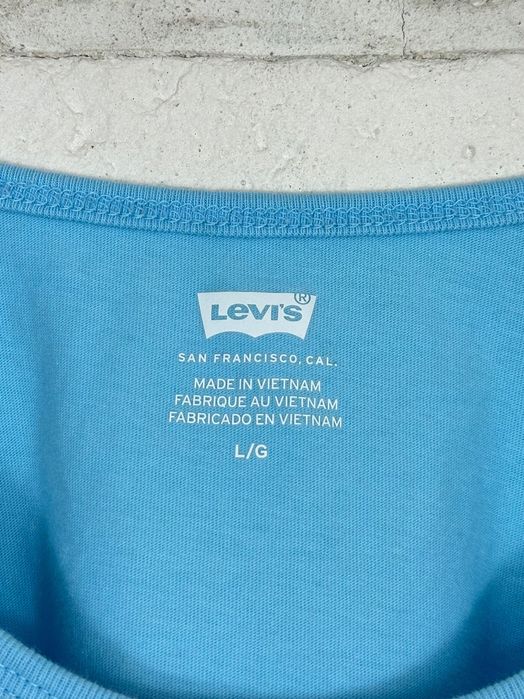 Levi's®
SAN FRANCISCO, CAL.
MADE IN VIETNAM
FABRIQUE AU VIETNAM
FABRICADO EN VIETNAM
L/G